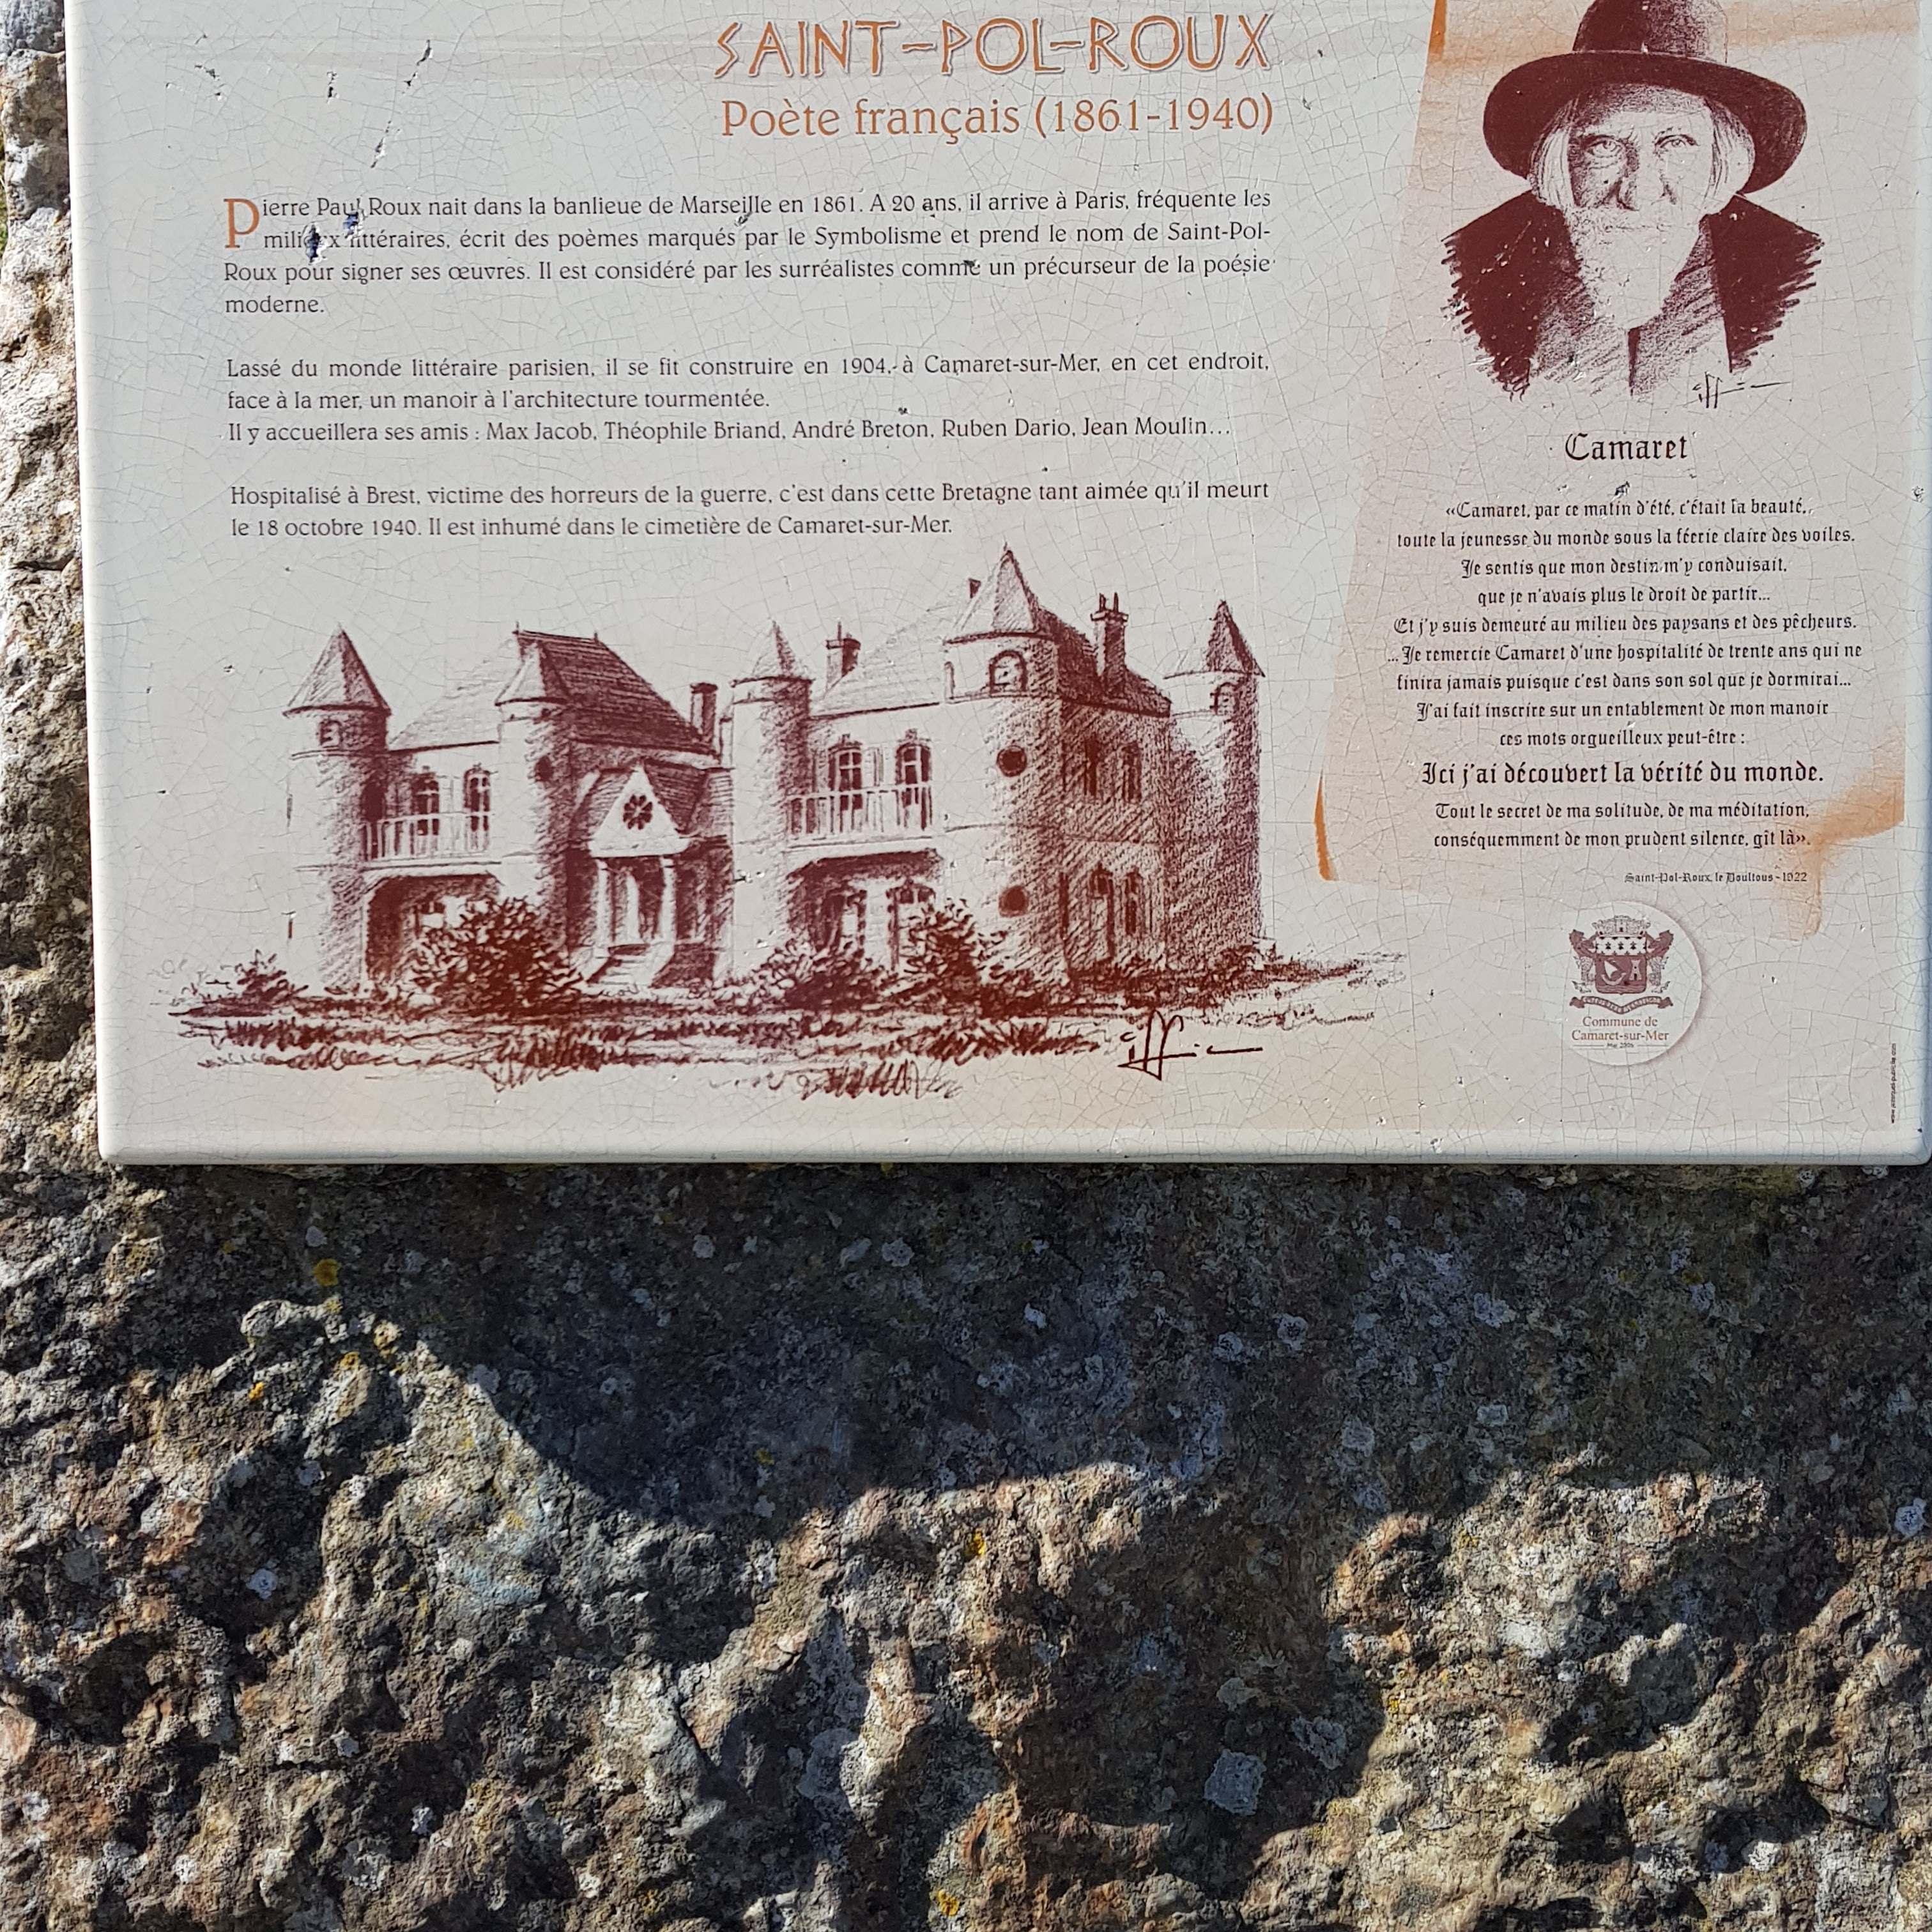 SAINT-POL-ROUX
Poète français (1861-1940)
Pierre Paul Roux nait dans la banlieue de Marseille en 1861. A 20 ans, il arrive à Paris, fréquente les
milieux littéraires, écrit des poèmes marqués par le Symbolisme et prend le nom de Saint-Pol-
Roux pour signer ses œuvres. Il est considéré par les surréalistes comme un précurseur de la poésie
moderne.
Lassé du monde littéraire parisien, il se fit construire en 1904, à Camaret-sur-Mer, en cet endroit,
face à la mer, un manoir à l'architecture tourmentée.
Il y accueillera ses amis : Max Jacob, Théophile Briand, André Breton, Ruben Dario, Jean Moulin...
Hospitalisé à Brest, victime des horreurs de la guerre, c'est dans cette Bretagne tant aimée qu'il meurt
le 18 octobre 1940. Il est inhumé dans le cimetière de Camaret-sur-Mer.
Camaret
«Camaret, par ce matin d'été, c'était la beauté,
toute la jeunesse du monde sous la féerie claire des voiles.
Je sentis que mon destin m'y conduisait,
que je n'avais plus le droit de partir...
Et j'y suis demeuré au milieu des paysans et des pêcheurs.
... Je remercie Camaret d'une hospitalité de trente ans qui ne
finira jamais puisque c'est dans son sol que je dormirai...
J'ai fait inscrire sur un entablement de mon manoir
ces mots orgueilleux peut-être :
Ici j'ai découvert la vérité du monde.
Tout le secret de ma solitude, de ma méditation,
conséquemment de mon prudent silence, gît là».
Saint-Pol-Roux, le Boultous - 1922
Commune de
Camaret-sur-Mer